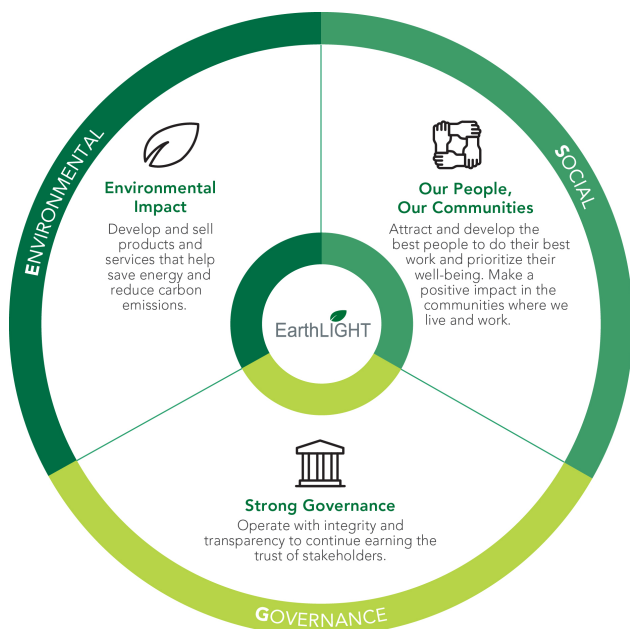 ENVIRONMENTAL
Environmental
Impact
Develop and sell
products and
services that help
save energy and
reduce carbon
emissions.
SOCIAL
Our People,
Our Communities
Attract and develop the
best people to do their best
work and prioritize their
well-being. Make a
positive impact in the
communities where we
live and work.
EarthLIGHT
Strong Governance
Operate with integrity and
transparency to continue earning the
trust of stakeholders.
GOVERNANCE